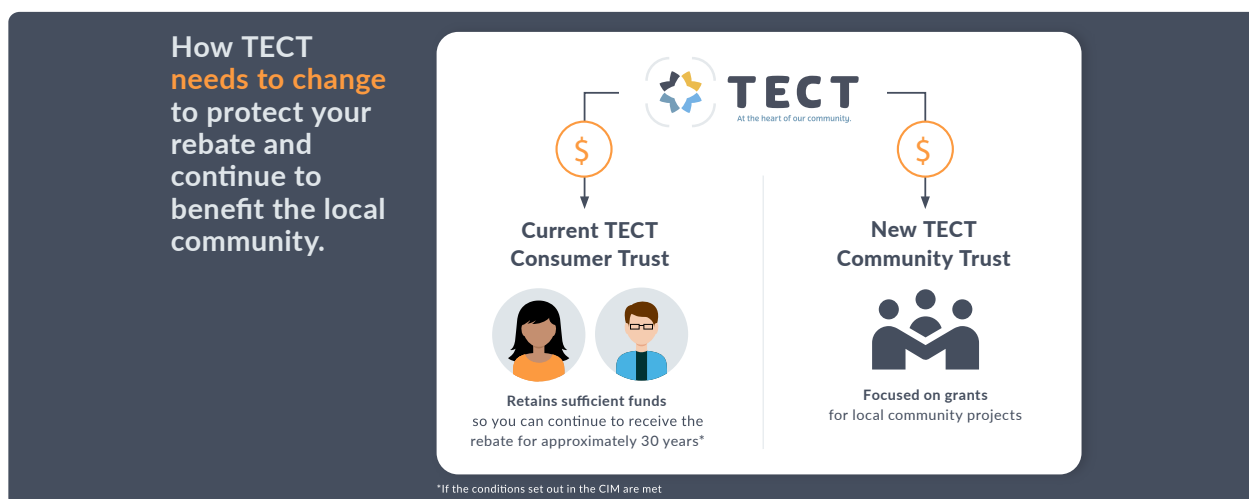 How TECT
needs to change
to protect your
rebate and
continue to
benefit the local
community.
TECT
At the heart of our community.
$
$
Current TECT
Consumer Trust
Retains sufficient funds
so you can continue to receive the
rebate for approximately 30 years*
New TECT
Community Trust
Focused on grants
for local community projects
*If the conditions set out in the CIM are met